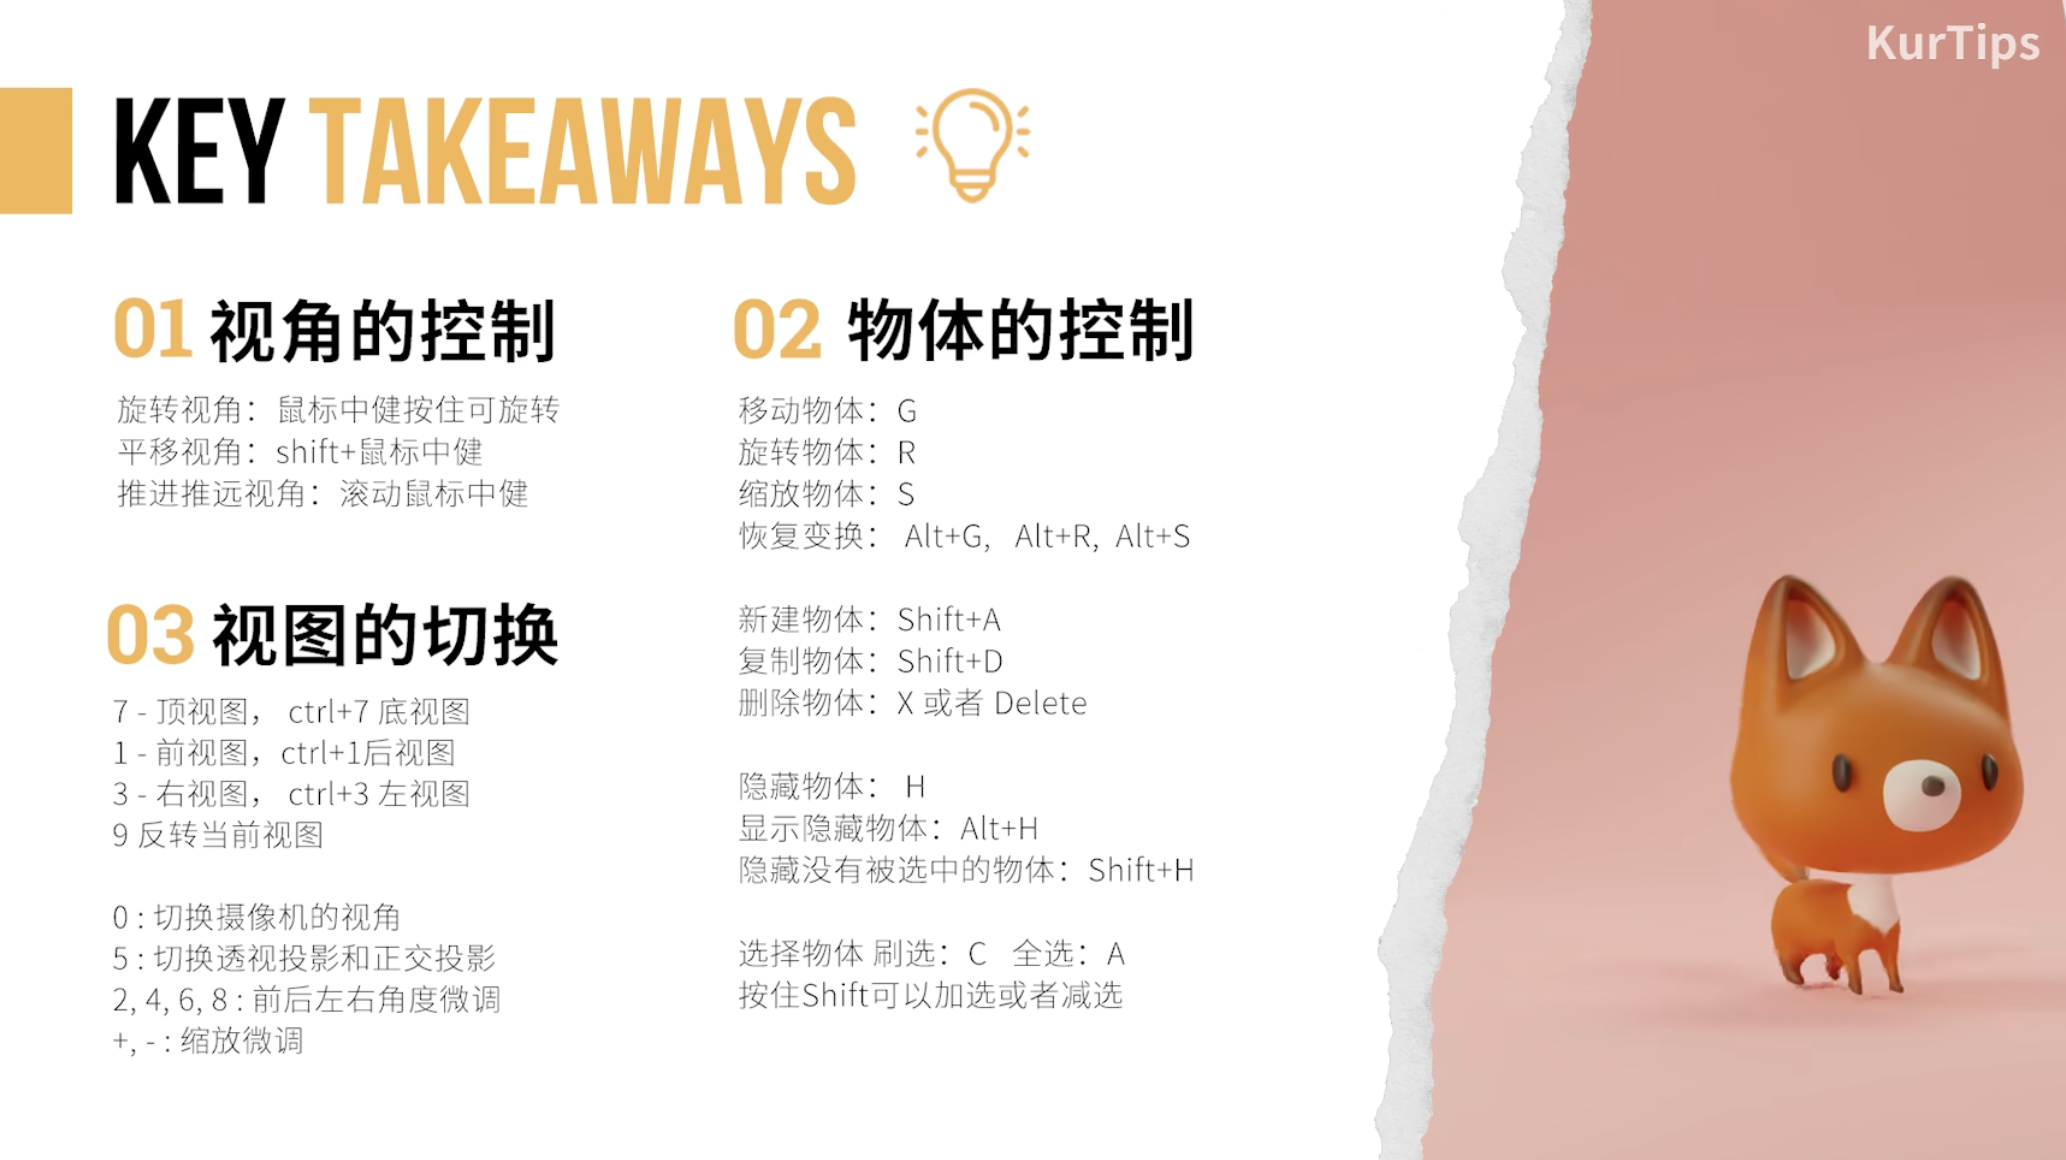 KurTips
KEY TAKEAWAYS
01 视角的控制
旋转视角：鼠标中健按住可旋转
平移视角：shift+鼠标中健
推进推远视角：滚动鼠标中健
02 物体的控制
移动物体：G
旋转物体：R
缩放物体：S
恢复变换： Alt+G, Alt+R, Alt+S
新建物体：Shift+A
复制物体：Shift+D
删除物体：X 或者 Delete
隐藏物体： H
显示隐藏物体：Alt+H
隐藏没有被选中的物体：Shift+H
选择物体 刷选：C 全选：A
按住Shift可以加选或者减选
03 视图的切换
7 - 顶视图， ctrl+7 底视图
1 - 前视图，ctrl+1后视图
3 - 右视图， ctrl+3 左视图
9 反转当前视图
0 : 切换摄像机的视角
5 : 切换透视投影和正交投影
2, 4, 6, 8 : 前后左右角度微调
+, - : 缩放微调